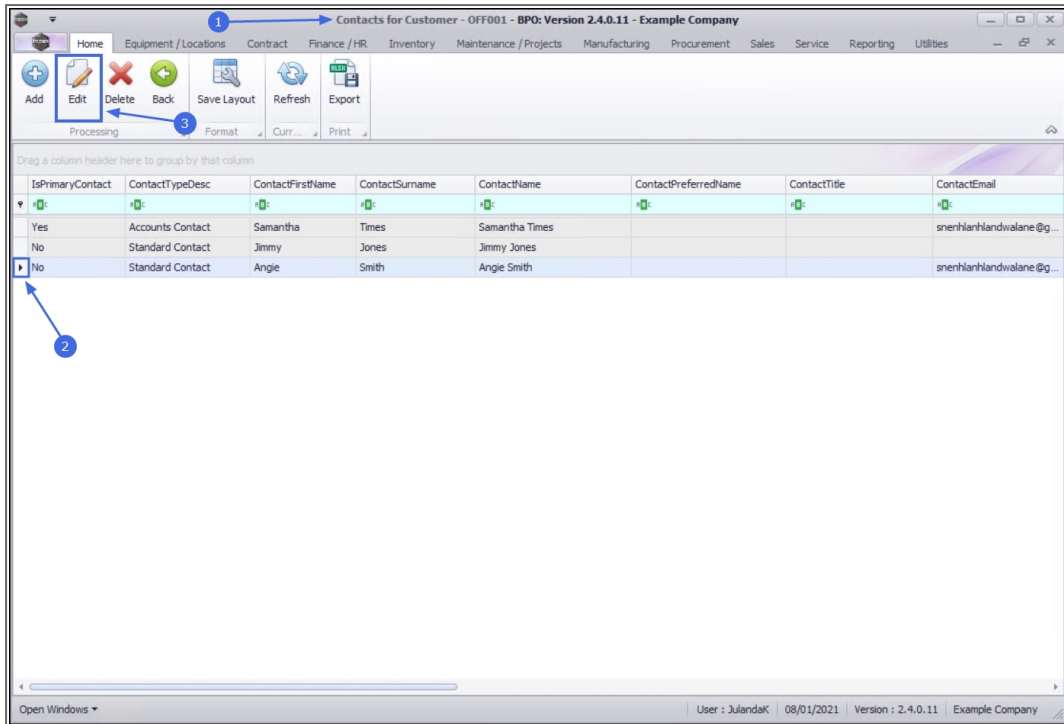 1
Contacts for Customer - OFF001 - BPO: Version 2.4.0.11 - Example Company
Home Equipment / Locations Contract Finance / HR Inventory Maintenance / Projects Manufacturing Procurement Sales Service Reporting Utilities
XLSX
Add Edit Delete Back Save Layout Refresh Export
3
Processing Format Curr... Print
Drag a column header here to group by that column
IsPrimaryContact ContactTypeDesc ContactFirstName ContactSurname ContactName ContactPreferredName ContactTitle ContactEmail
Yes Accounts Contact Samantha Times Samantha Times snenhlanhlandwalane@g...
No Standard Contact Jimmy Jones Jimmy Jones
No Standard Contact Angie Smith Angie Smith snenhlanhlandwalane@g...
2
Open Windows User : JulandaK 08/01/2021 Version : 2.4.0.11 Example Company